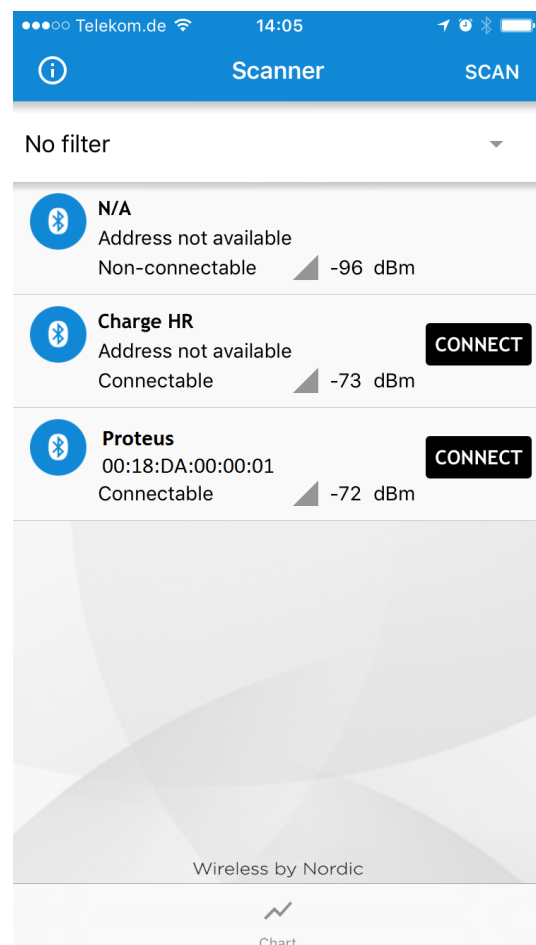 Telekom.de 14:05
Scanner SCAN
No filter
N/A
Address not available
Non-connectable -96 dBm
Charge HR
Address not available
CONNECT
Connectable -73 dBm
Proteus
00:18:DA:00:00:01
CONNECT
Connectable -72 dBm
Wireless by Nordic
Chart